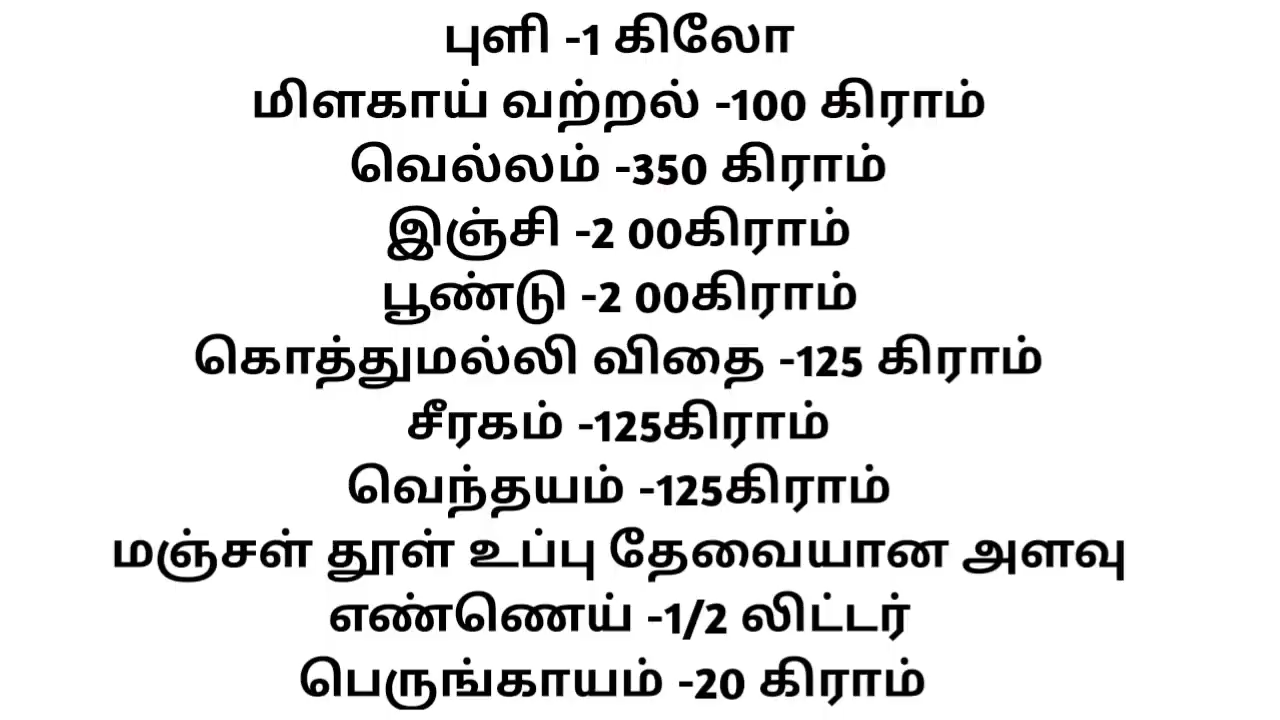 புளி -1 கிலோ
மிளகாய் வற்றல் -100 கிராம்
வெல்லம் -350 கிராம்
இஞ்சி -2 00கிராம்
பூண்டு -2 00கிராம்
கொத்துமல்லி விதை -125 கிராம்
சீரகம் -125கிராம்
வெந்தயம் -125கிராம்
மஞ்சள் தூள் உப்பு தேவையான அளவு
எண்ணெய் -1/2 லிட்டர்
பெருங்காயம் -20 கிராம்